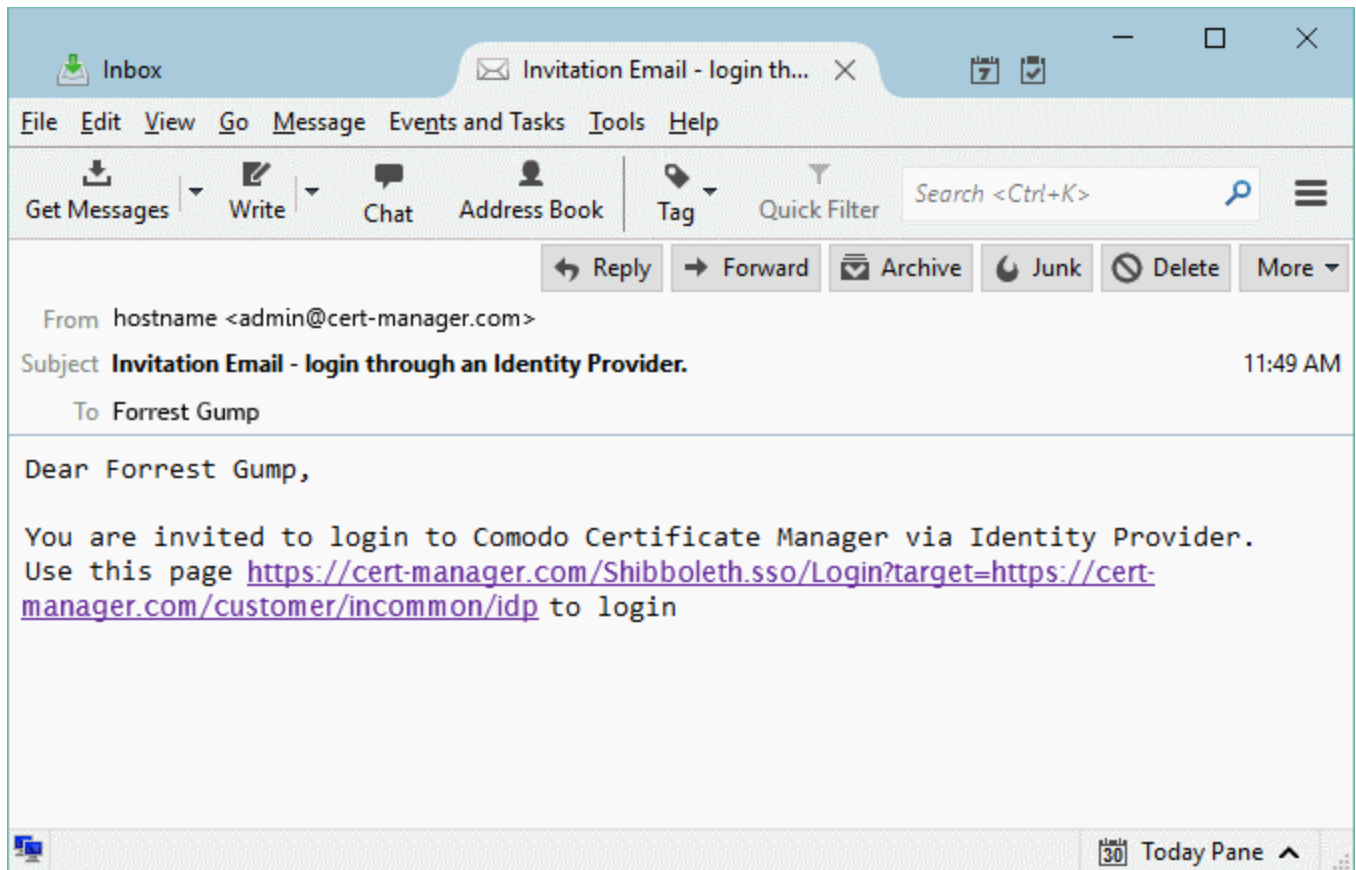 Inbox
Invitation Email - login th...
7
File Edit View Go Message Events and Tasks Tools Help
Get Messages Write Chat Address Book Tag Quick Filter Search <Ctrl+K>
Reply Forward Archive Junk Delete More
From hostname <admin@cert-manager.com>
Subject Invitation Email - login through an Identity Provider. 11:49 AM
To Forrest Gump
Dear Forrest Gump,
You are invited to login to Comodo Certificate Manager via Identity Provider.
Use this page https://cert-manager.com/Shibboleth.sso/Login?target=https://cert-
manager.com/customer/incommon/idp to login
30 Today Pane